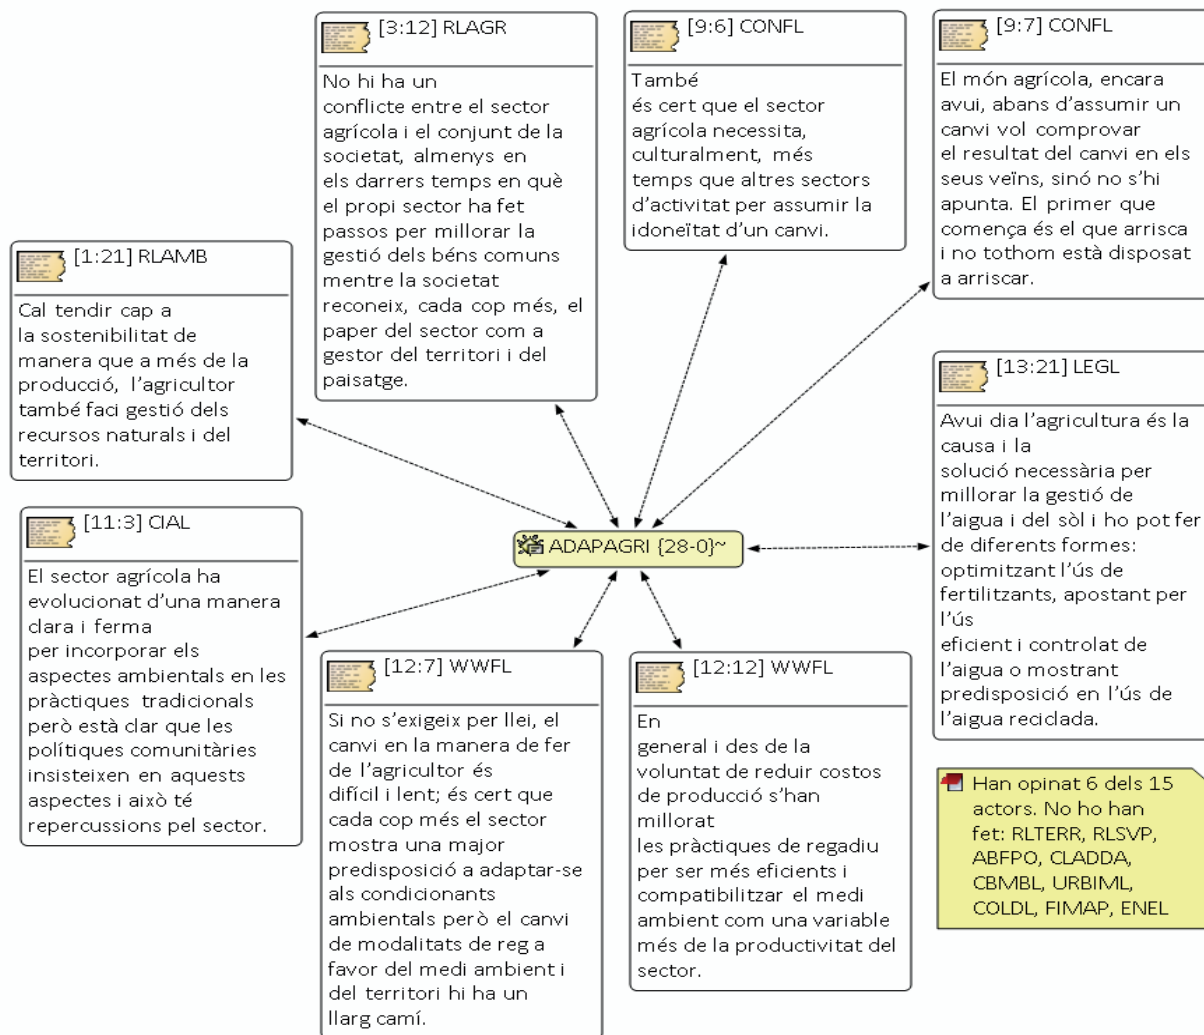 [3:12] RLAGR
No hi ha un
conflicte entre el sector
agrícola i el conjunt de la
societat, almenys en
els darrers temps en què
el propi sector ha fet
passos per millorar la
gestió dels béns comuns
mentre la societat
reconeix, cada cop més, el
paper del sector com a
gestor del territori i del
paisatge.
[9:6] CONFL
També
és cert que el sector
agrícola necessita,
culturalment, més
temps que altres sectors
d'activitat per assumir la
idoneïtat d'un canvi.
[9:7] CONFL
El món agrícola, encara
avui, abans d'assumir un
canvi vol comprovar
el resultat del canvi en els
seus veïns, sinó no s'hi
apunta. El primer que
comença és el que arrisca
i no tothom està disposat
a arriscar.
[1:21] RLAMB
Cal tendir cap a
la sostenibilitat de
manera que a més de la
producció, l'agricultor
també faci gestió dels
recursos naturals i del
territori.
[13:21] LEGL
Avui dia l'agricultura és la
causa i la
solució necessària per
millorar la gestió de
l'aigua i del sòl i ho pot fer
de diferents formes:
optimitzant l'ús de
fertilitzants, apostant per
l'ús
eficient i controlat de
l'aigua o mostrant
predisposició en l'ús de
l'aigua reciclada.
[11:3] CIAL
El sector agrícola ha
evolucionat d'una manera
clara i ferma
per incorporar els
aspectes ambientals en les
pràctiques tradicionals
però està clar que les
polítiques comunitàries
insisteixen en aquests
aspectes i això té
repercussions pel sector.
ADAPAGRI {28-0}~
[12:7] WWFL
Si no s'exigeix per llei, el
canvi en la manera de fer
de l'agricultor és
difícil i lent; és cert que
cada cop més el sector
mostra una major
predisposició a adaptar-se
als condicionants
ambientals però el canvi
de modalitats de reg a
favor del medi ambient i
del territori hi ha un
llarg camí.
[12:12] WWFL
En
general i des de la
voluntat de reduir costos
de producció s'han
millorat
les pràctiques de regadiu
per ser més eficients i
compatibilitzar el medi
ambient com una variable
més de la productivitat del
sector.
Han opinat 6 dels 15
actors. No ho han
fet: RLTERR, RLSVP,
ABFPO, CLADDA,
CBMBL, URBIML,
COLDL, FIMAP, ENEL